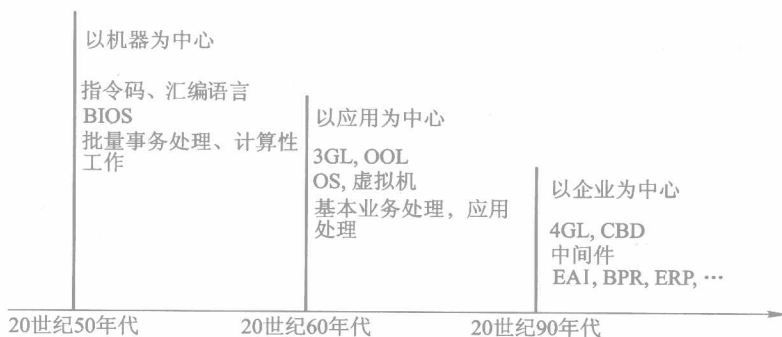 以机器为中心
指令码、汇编语言
BIOS
批量事务处理、计算性
工作
以应用为中心
3GL, OOL
OS, 虚拟机
基本业务处理，应用
处理
以企业为中心
4GL, CBD
中间件
EAI, BPR, ERP, …
20世纪50年代
20世纪60年代
20世纪90年代